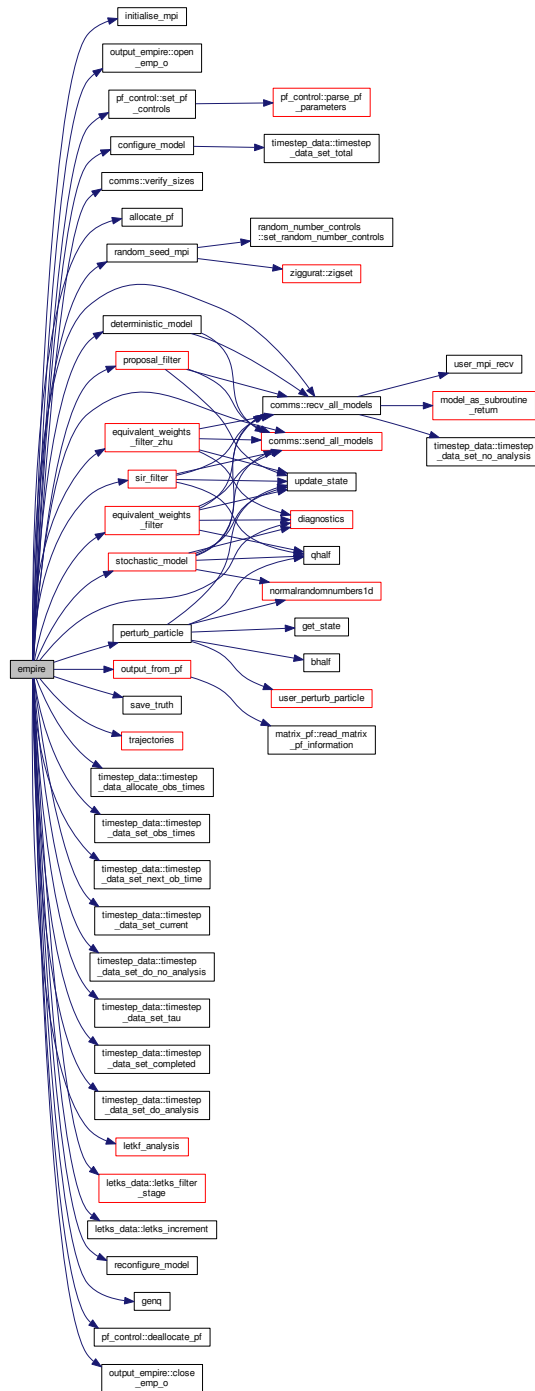 initialise_mpi
output_empire::open
_emp_o
pf_control::set_pf
_controls
pf_control::parse_pf
_parameters
configure_model
timestep_data::timestep
_data_set_total
comms::verify_sizes
allocate_pf
random_seed_mpi
random_number_controls
::set_random_number_controls
ziggurat::zigset
deterministic_model
proposal_filter
equivalent_weights
_filter_zhu
sir_filter
equivalent_weights
_filter
stochastic_model
comms::recv_all_models
comms::send_all_models
update_state
diagnostics
qhalf
normalrandomnumbers1d
user_mpi_recv
model_as_subroutine
_return
timestep_data::timestep
_data_set_no_analysis
perturb_particle
get_state
bhalf
user_perturb_particle
empire
output_from_pf
matrix_pf::read_matrix
_pf_information
save_truth
trajectories
timestep_data::timestep
_data_allocate_obs_times
timestep_data::timestep
_data_set_obs_times
timestep_data::timestep
_data_set_next_ob_time
timestep_data::timestep
_data_set_current
timestep_data::timestep
_data_set_do_no_analysis
timestep_data::timestep
_data_set_tau
timestep_data::timestep
_data_set_completed
timestep_data::timestep
_data_set_do_analysis
letkf_analysis
letks_data::letks_filter
_stage
letks_data::letks_increment
reconfigure_model
genq
pf_control::deallocate_pf
output_empire::close
_emp_o